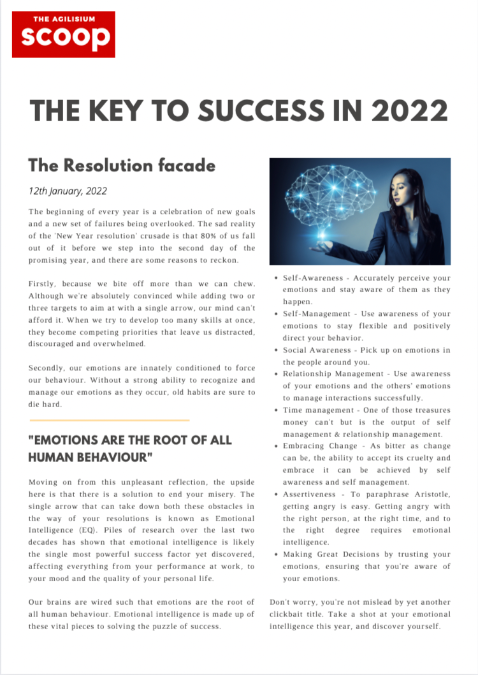 THE AGILISIUM
scoop
THE KEY TO SUCCESS IN 2022
The Resolution facade
12th January, 2022
The beginning of every year is a celebration of new goals
and a new set of failures being overlooked. The sad reality
of the 'New Year resolution' crusade is that 80% of us fall
out of it before we step into the second day of the
promising year, and there are some reasons to reckon.
Firstly, because we bite off more than we can chew.
Although we're absolutely convinced while adding two or
three targets to aim at with a single arrow, our mind can't
afford it. When we try to develop too many skills at once,
they become competing priorities that leave us distracted,
discouraged and overwhelmed.
Secondly, our emotions are innately conditioned to force
our behaviour. Without a strong ability to recognize and
manage our emotions as they occur, old habits are sure to
die hard.
"EMOTIONS ARE THE ROOT OF ALL
HUMAN BEHAVIOUR"
Moving on from this unpleasant reflection, the upside
here is that there is a solution to end your misery. The
single arrow that can take down both these obstacles in
the way of your resolutions is known as Emotional
Intelligence (EQ). Piles of research over the last two
decades has shown that emotional intelligence is likely
the single most powerful success factor yet discovered,
affecting everything from your performance at work, to
your mood and the quality of your personal life.
Our brains are wired such that emotions are the root of
all human behaviour. Emotional intelligence is made up of
these vital pieces to solving the puzzle of success.
• Self-Awareness - Accurately perceive your
emotions and stay aware of them as they
happen.
• Self-Management - Use awareness of your
emotions to stay flexible and positively
direct your behavior.
• Social Awareness - Pick up on emotions in
the people around you.
• Relationship Management - Use awareness
of your emotions and the others' emotions
to manage interactions successfully.
• Time management - One of those treasures
money can't but is the output of self
management & relationship management.
• Embracing Change - As bitter as change
can be, the ability to accept its cruelty and
embrace it can be achieved by self
awareness and self management.
• Assertiveness - To paraphrase Aristotle,
getting angry is easy. Getting angry with
the right person, at the right time, and to
the right degree requires emotional
intelligence.
• Making Great Decisions by trusting your
emotions, ensuring that you're aware of
your emotions.
Don't worry, you're not mislead by yet another
clickbait title. Take a shot at your emotional
intelligence this year, and discover yourself.